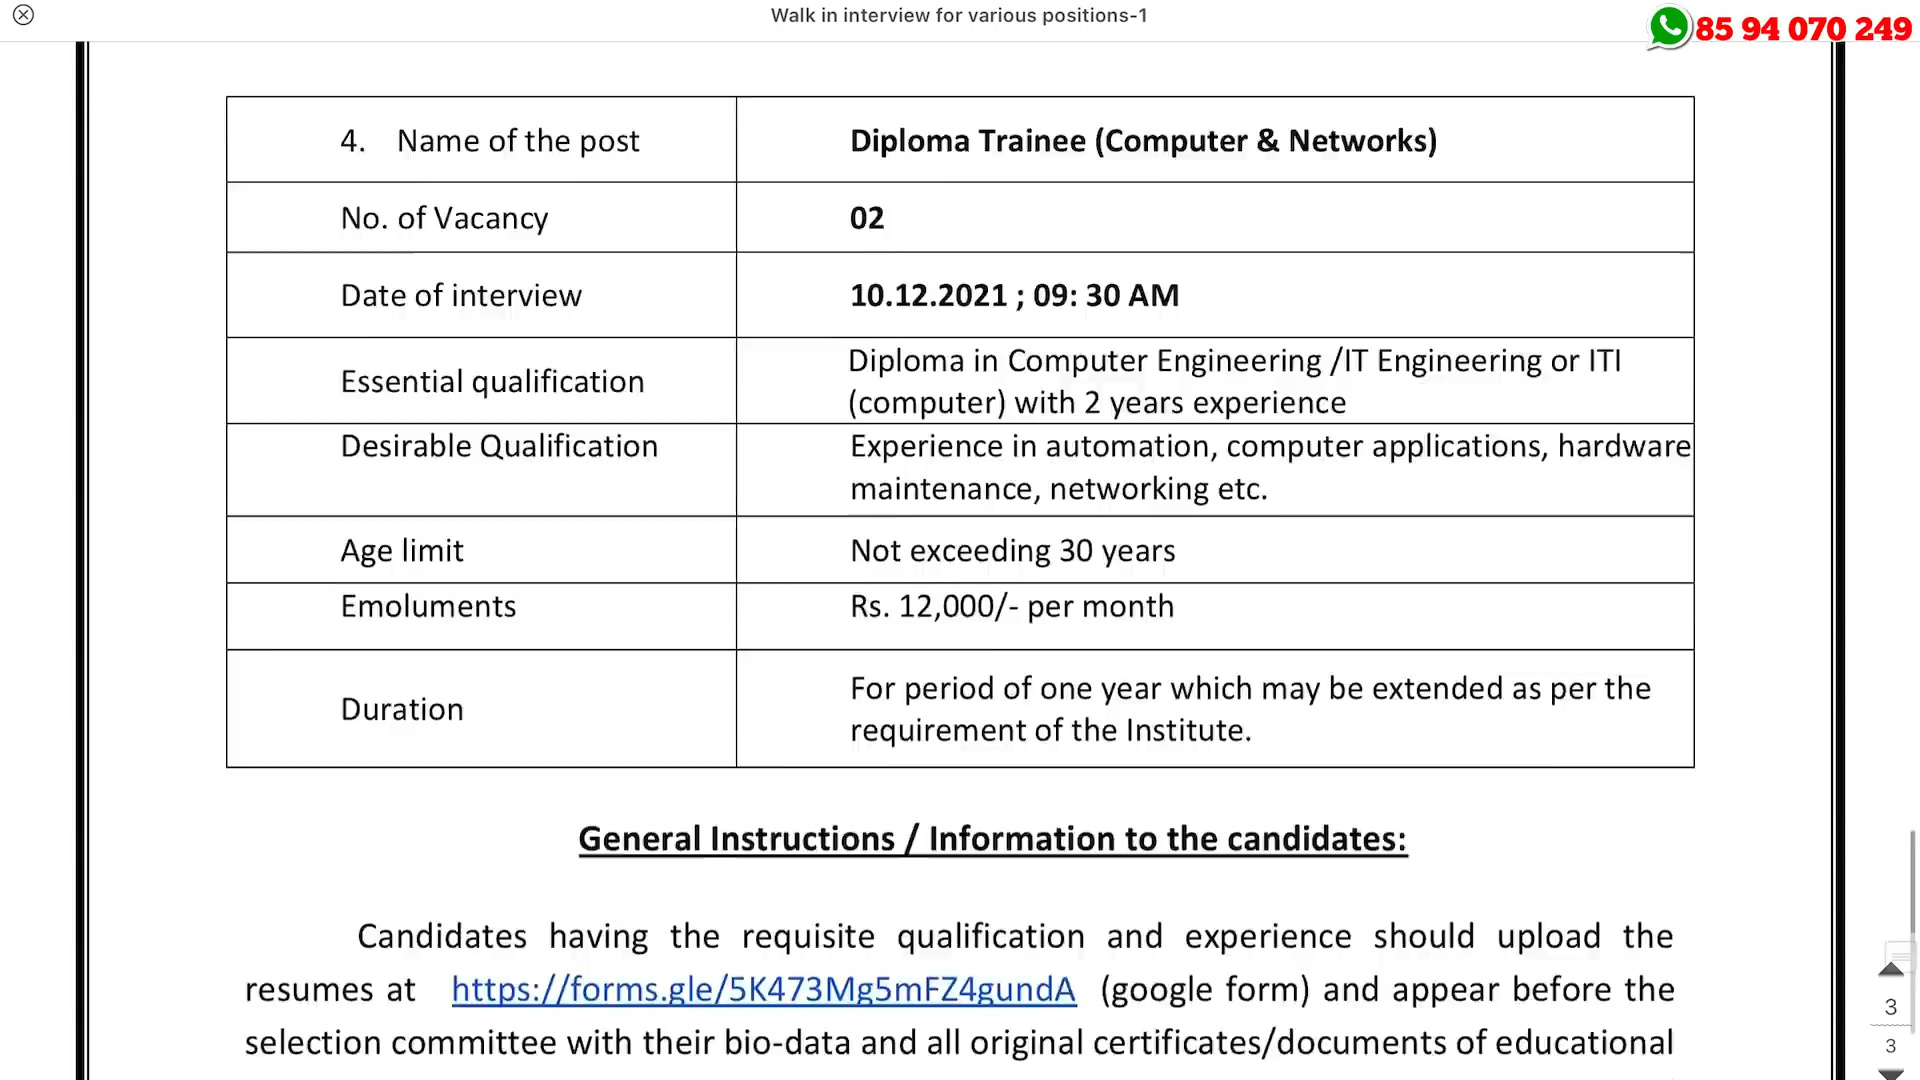 Walk in interview for various positions-1
85 94 070 249
4. Name of the post
Diploma Trainee (Computer & Networks)
No. of Vacancy
02
Date of interview
10.12.2021 ; 09: 30 AM
Essential qualification
Diploma in Computer Engineering /IT Engineering or ITI
(computer) with 2 years experience
Desirable Qualification
Experience in automation, computer applications, hardware
maintenance, networking etc.
Age limit
Not exceeding 30 years
Emoluments
Rs. 12,000/- per month
Duration
For period of one year which may be extended as per the
requirement of the Institute.
General Instructions / Information to the candidates:
Candidates having the requisite qualification and experience should upload the
resumes at https://forms.gle/5K473Mg5mFZ4gundA (google form) and appear before the
selection committee with their bio-data and all original certificates/documents of educational
3
3